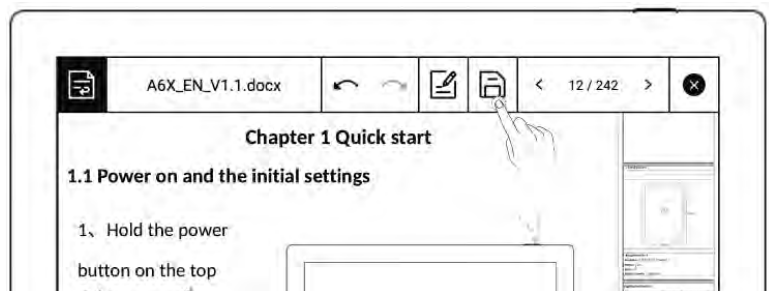 A6X_EN_V1.1.docx
12 / 242
Chapter 1 Quick start
1.1 Power on and the initial settings
1、Hold the power
button on the top